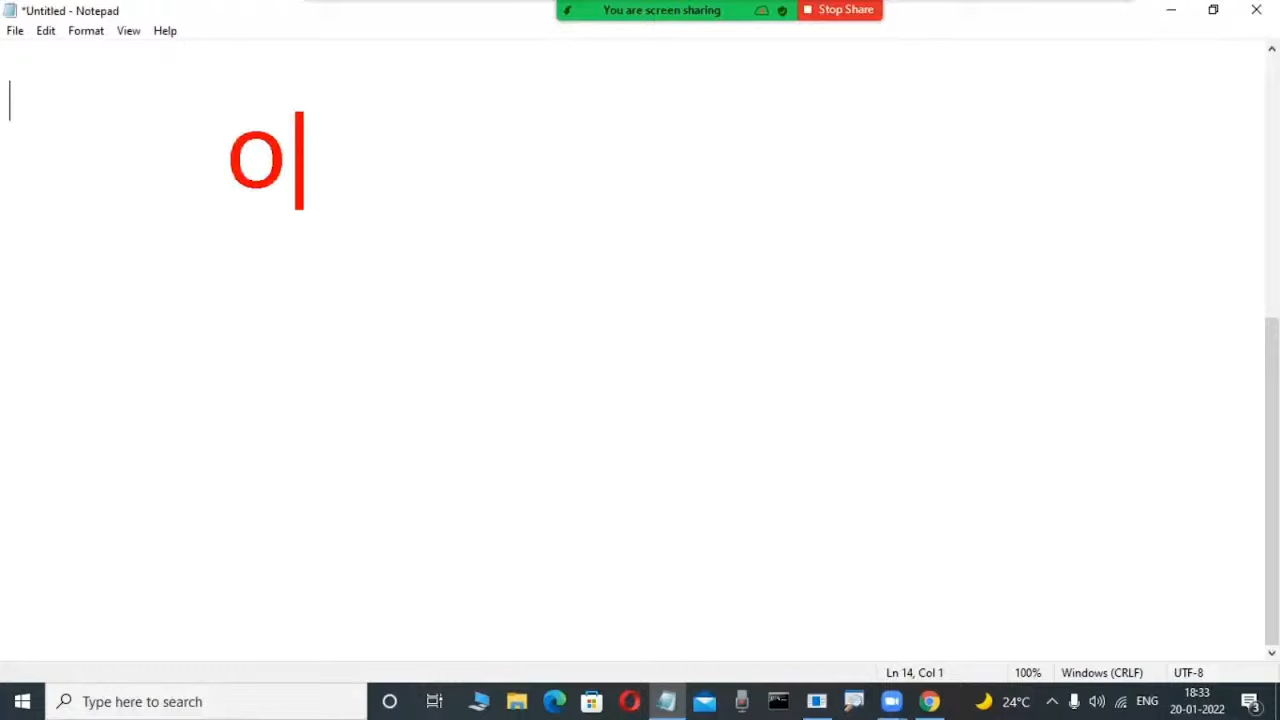 *Untitled - Notepad
You are screen sharing
Stop Share
File Edit Format View Help
o
Ln 14, Col 1 100% Windows (CRLF) UTF-8
Type here to search
24°C
ENG
18:33
20-01-2022
3